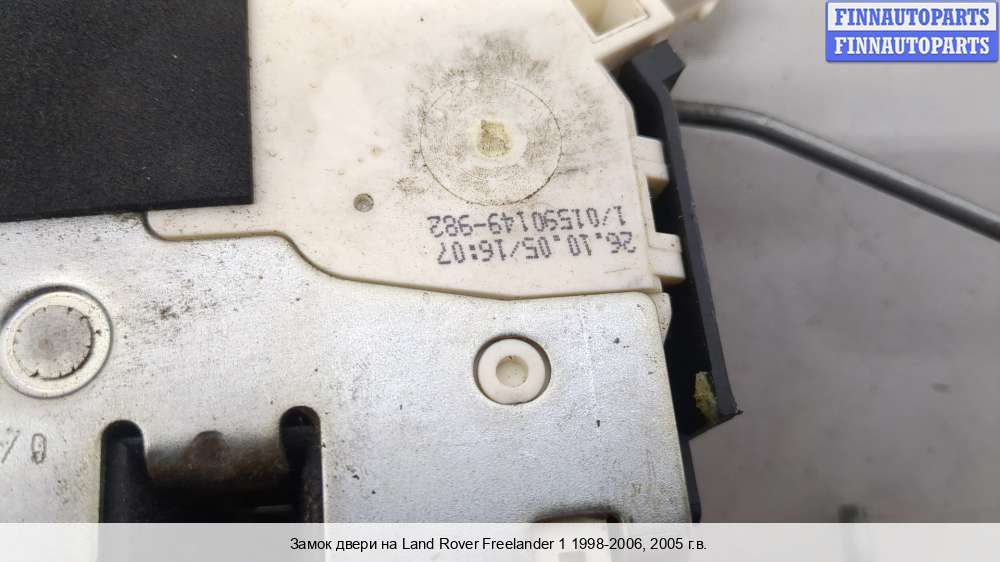 FINNAUTOPARTS
FINNAUTOPARTS
26.10.05/16:07
1/01590149-982
70
Замок двери на Land Rover Freelander 1 1998-2006, 2005 г.в.